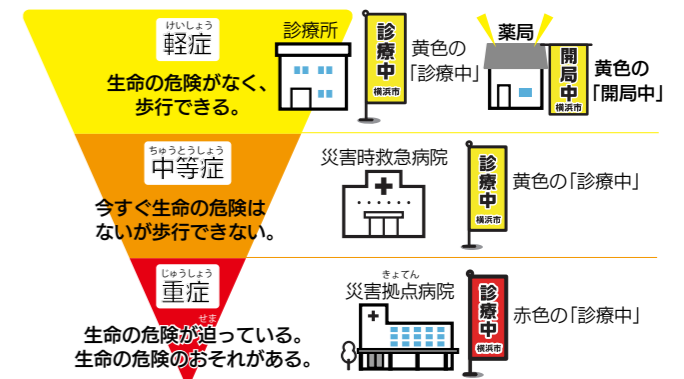 けいしょう
軽症
生命の危険がなく、
歩行できる。
診療所
診療中
横浜市
黄色の
「診療中」
薬局
開局中
横浜市
黄色の
「開局中」
ちゅうとうしょう
中等症
今すぐ生命の危険は
ないが歩行できない。
災害時救急病院
診療中
横浜市
黄色の「診療中」
じゅうしょう
重症
せま
生命の危険が迫っている。
生命の危険のおそれがある。
きょてん
災害拠点病院
診療中
横浜市
赤色の「診療中」